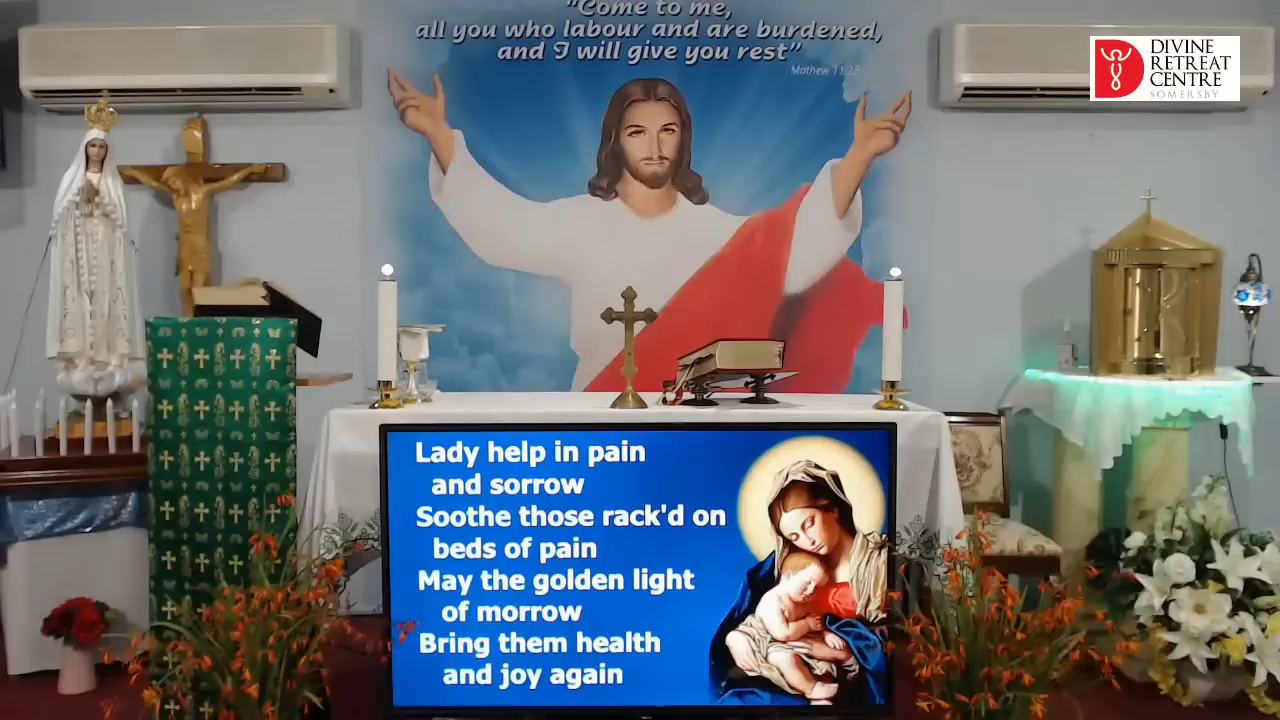 "Come to me,
all you who labour and are burdened,
and I will give you rest"
Mathew 11.28
DIVINE
RETREAT
CENTRE
SOMERSBY
Lady help in pain
and sorrow
Soothe those rack'd on
beds of pain
May the golden light
of morrow
Bring them health
and joy again